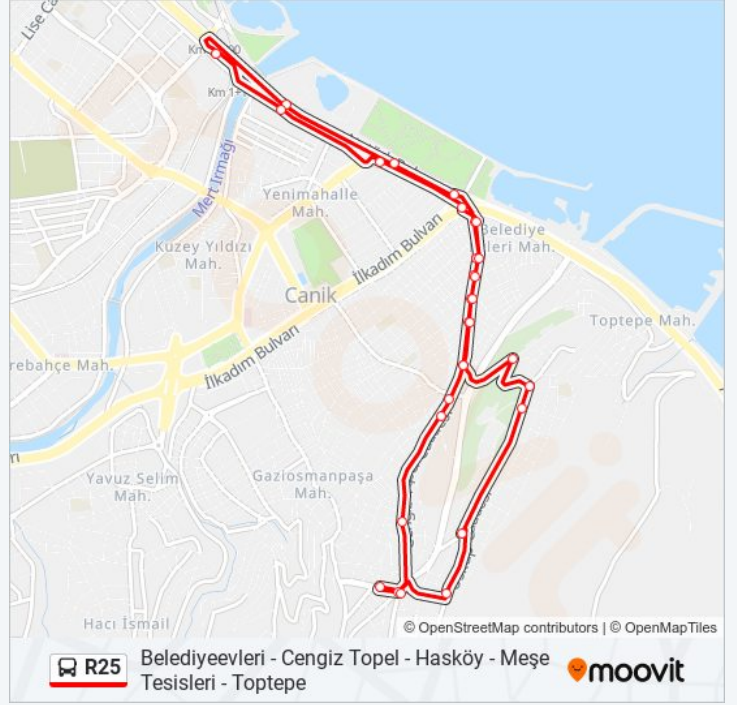 Lise Ca
Km 1+
Mert Irmağı
Yenimahalle
Mah.
Kuzey Yıldızı
Mah.
İlkadım Bulvarı
Belediye
leri Mah.
Canik
Toptepe Mah.
rebahçe Mah.
İlkadım Bulvarı
Yavuz Selim
Mah.
Gaziosmanpaşa
Mah.
Hacı İsmail
© OpenStreetMap contributors | © OpenMapTiles
R25
Belediyeevleri - Cengiz Topel - Hasköy - Meşe
Tesisleri - Toptepe
moovit